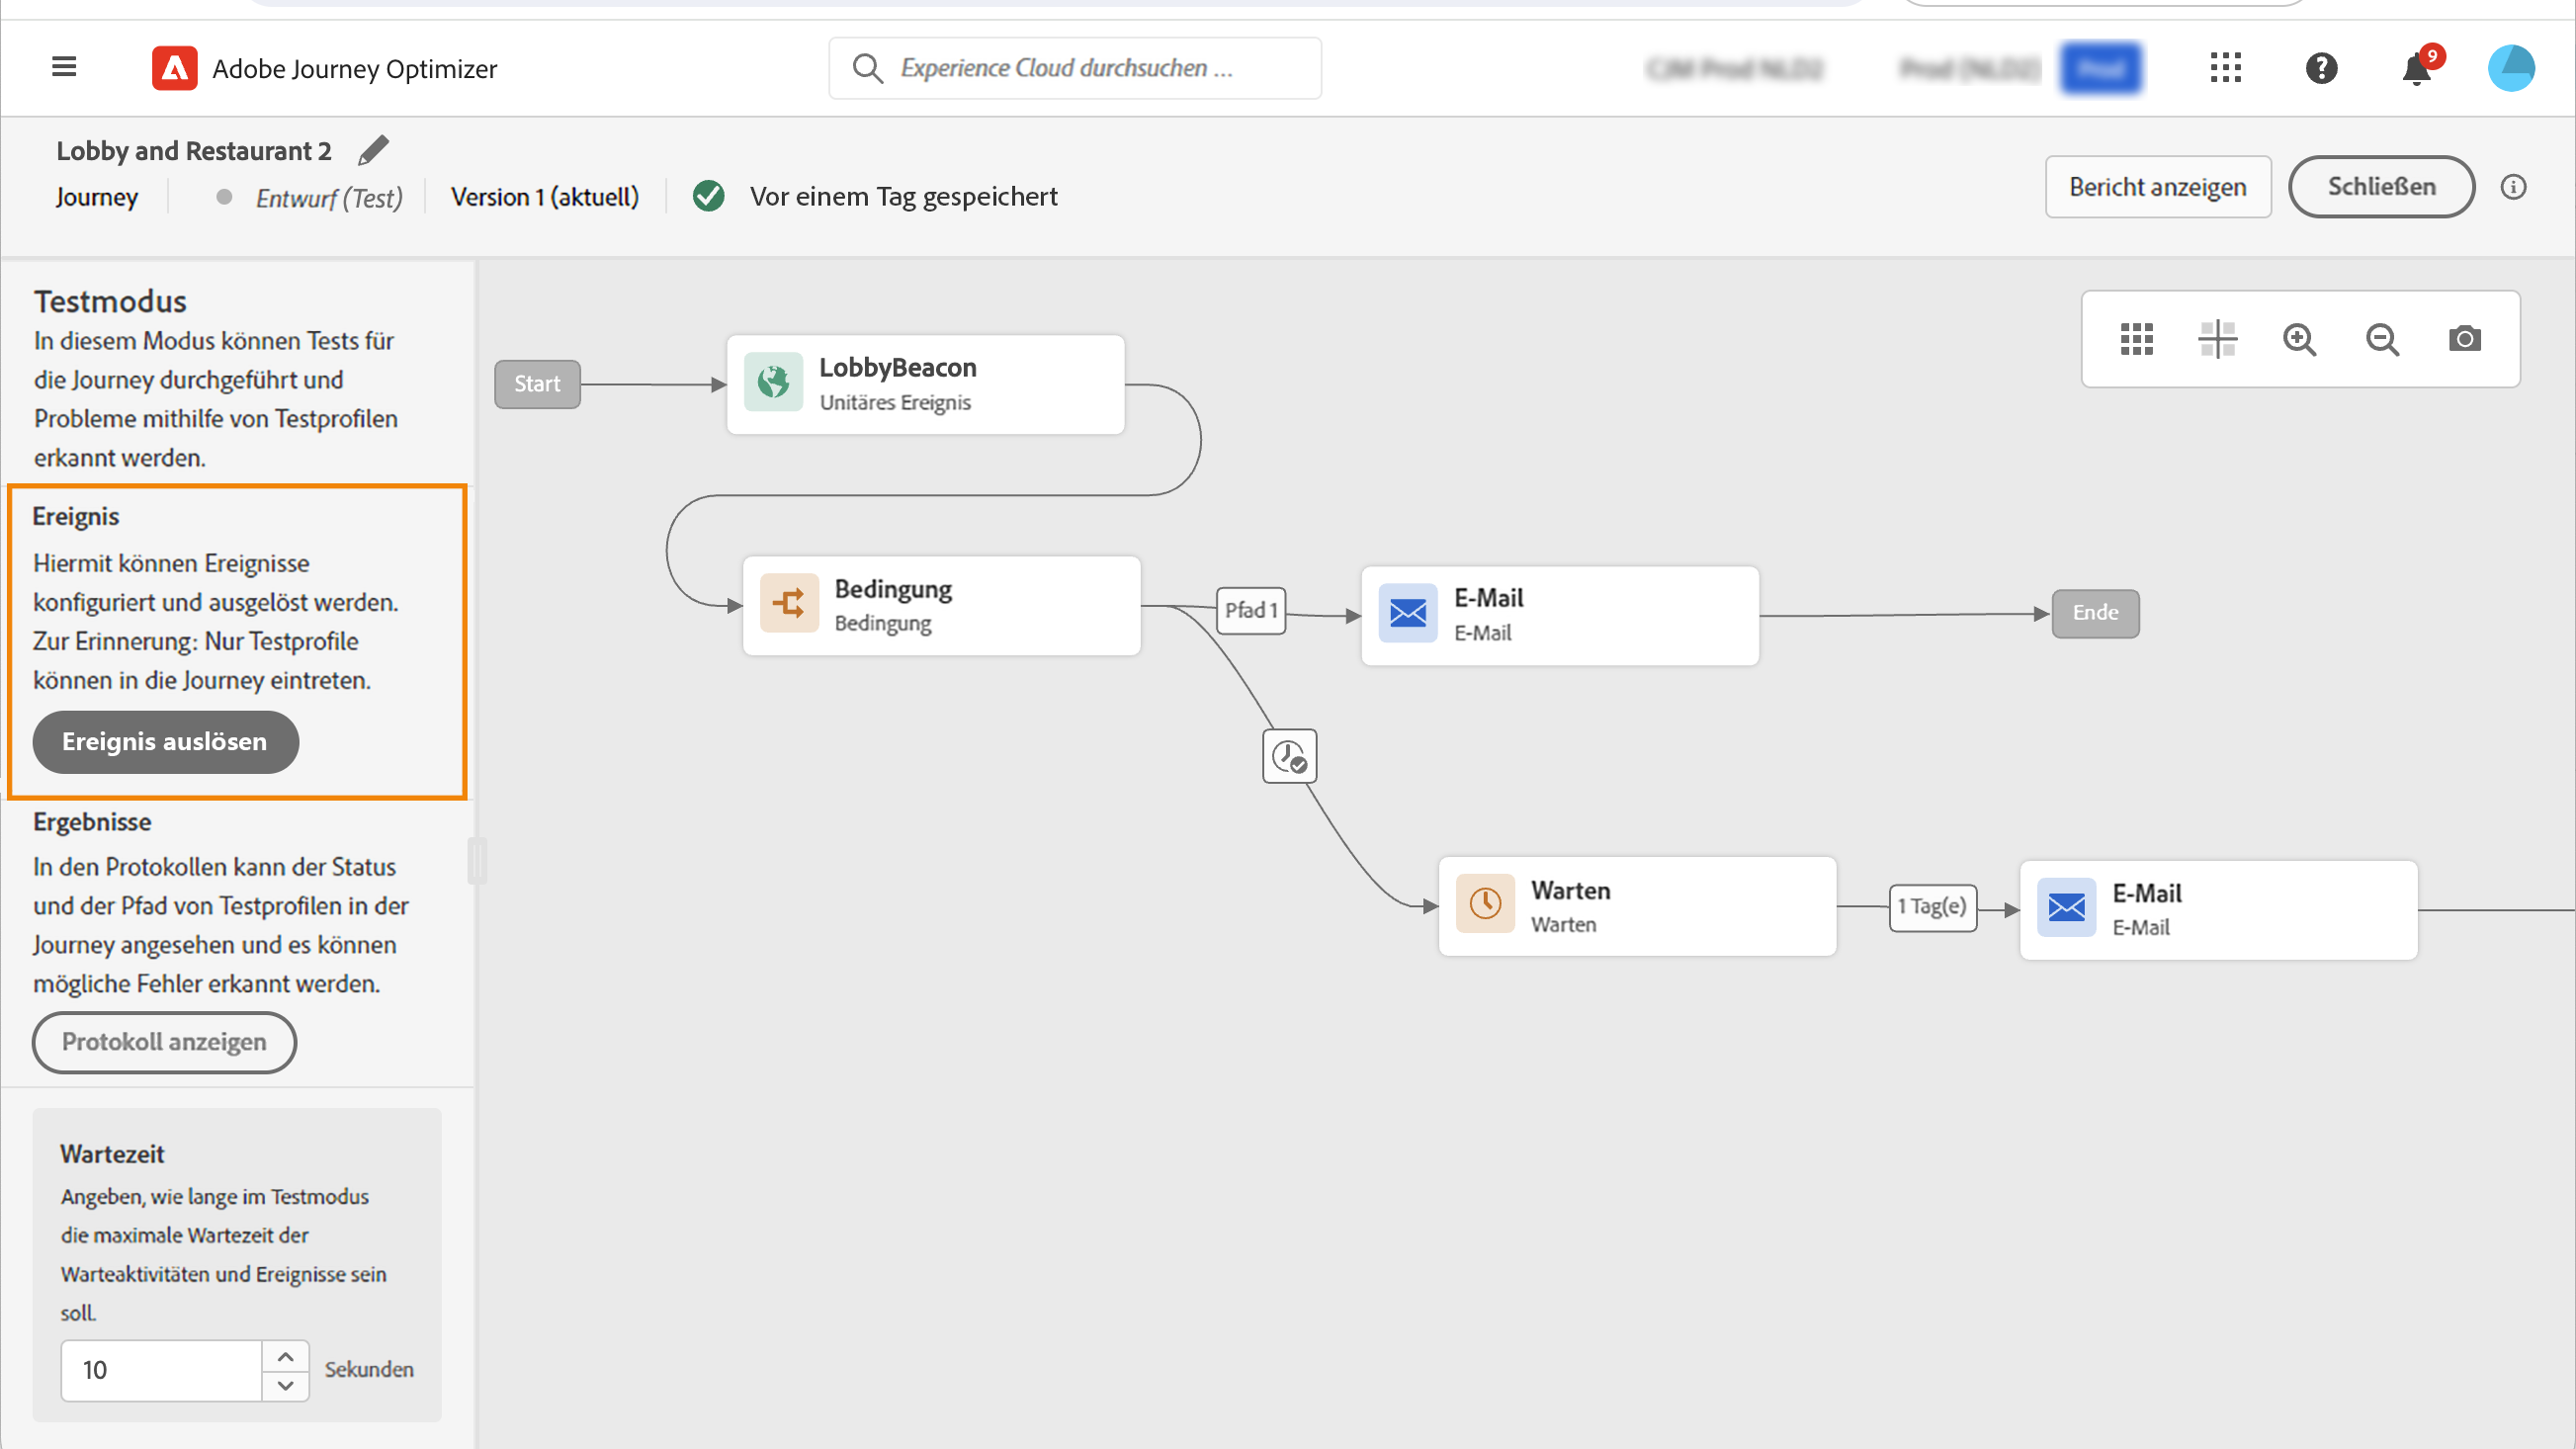 Adobe Journey Optimizer
Experience Cloud durchsuchen ...
9
Lobby and Restaurant 2
Journey
Entwurf (Test)
Version 1 (aktuell)
Vor einem Tag gespeichert
Bericht anzeigen
Schließen
Testmodus
In diesem Modus können Tests für
die Journey durchgeführt und
Probleme mithilfe von Testprofilen
erkannt werden.
Ereignis
Hiermit können Ereignisse
konfiguriert und ausgelöst werden.
Zur Erinnerung: Nur Testprofile
können in die Journey eintreten.
Ereignis auslösen
Ergebnisse
In den Protokollen kann der Status
und der Pfad von Testprofilen in der
Journey angesehen und es können
mögliche Fehler erkannt werden.
Protokoll anzeigen
Wartezeit
Angeben, wie lange im Testmodus
die maximale Wartezeit der
Warteaktivitäten und Ereignisse sein
soll.
10
Sekunden
Start
LobbyBeacon
Unitäres Ereignis
Bedingung
Bedingung
Pfad 1
E-Mail
E-Mail
Ende
Warten
Warten
1 Tag(e)
E-Mail
E-Mail